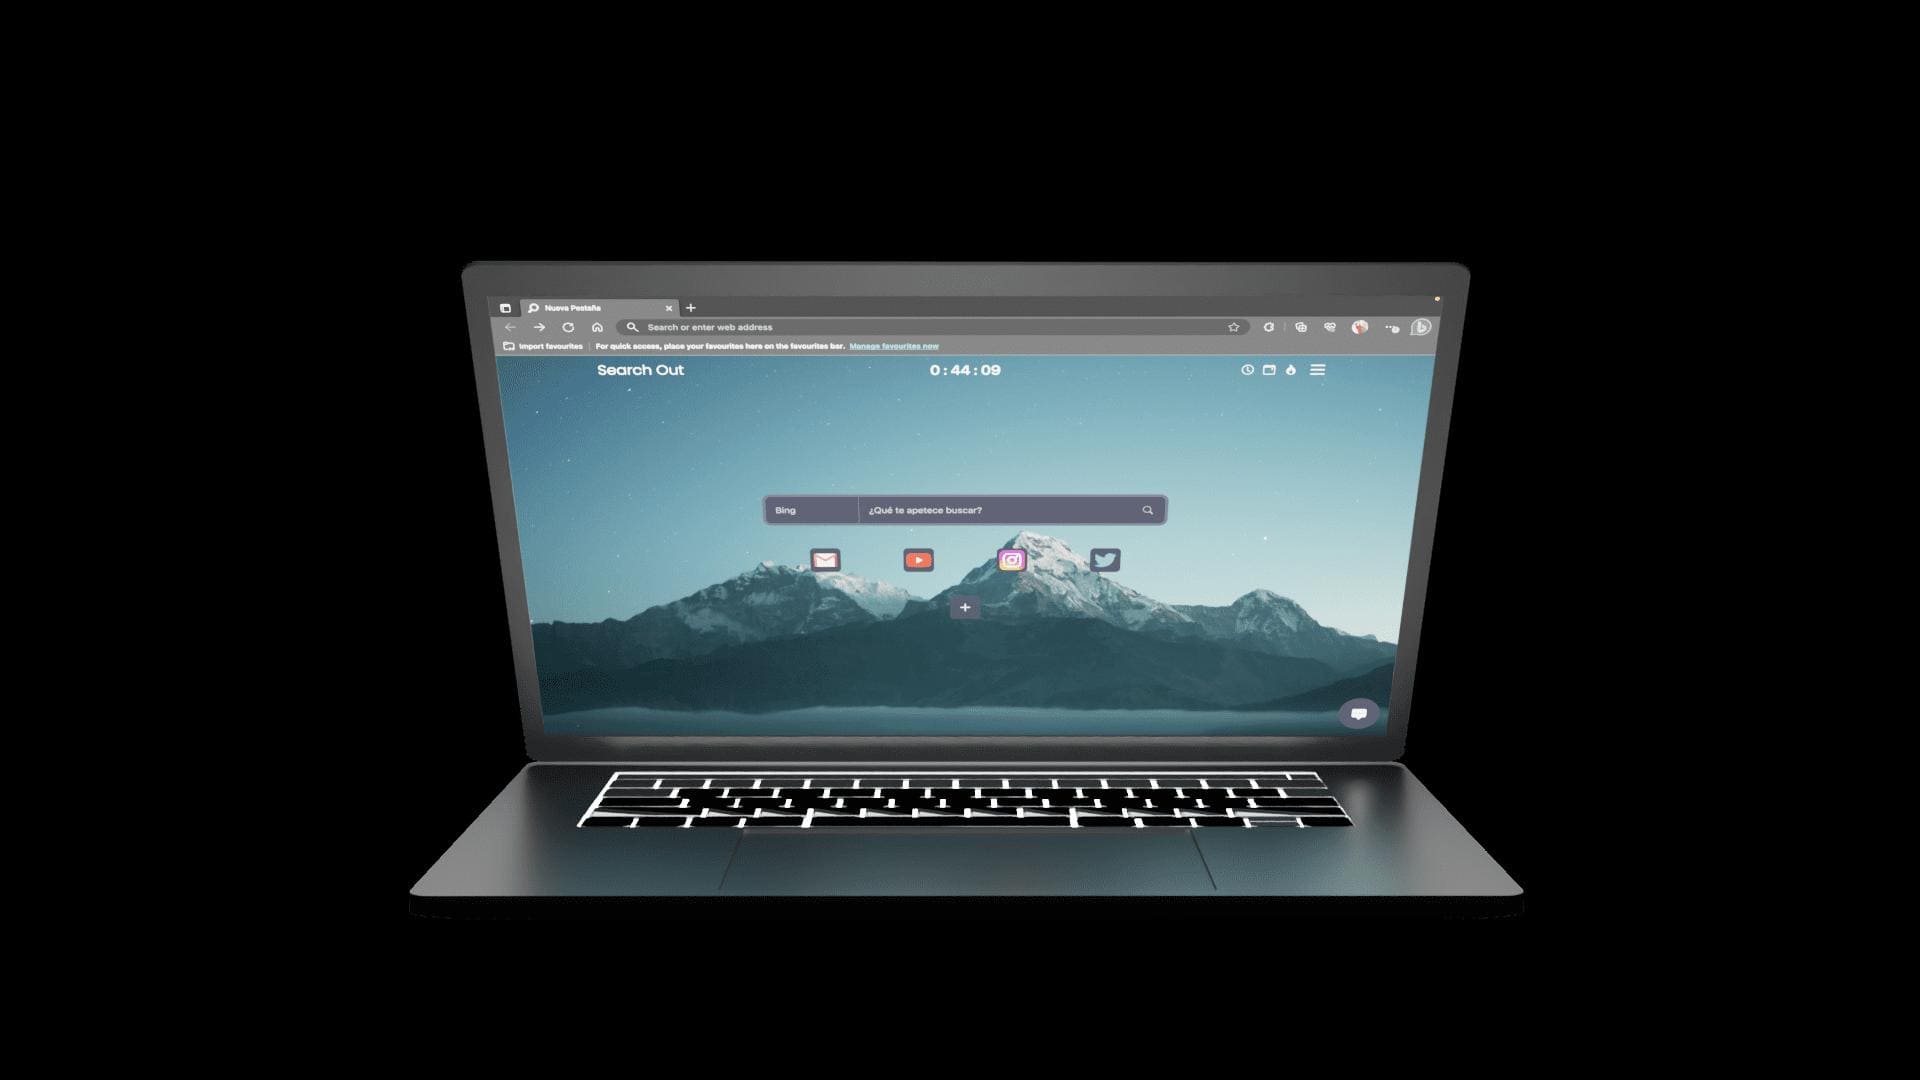 Nueva Pestaña
Search or enter web address
Import favourites For quick access, place your favourites here on the favourites bar. Manage favourites now
Search Out 0 : 44 : 09
Bing ¿Qué te apetece buscar?